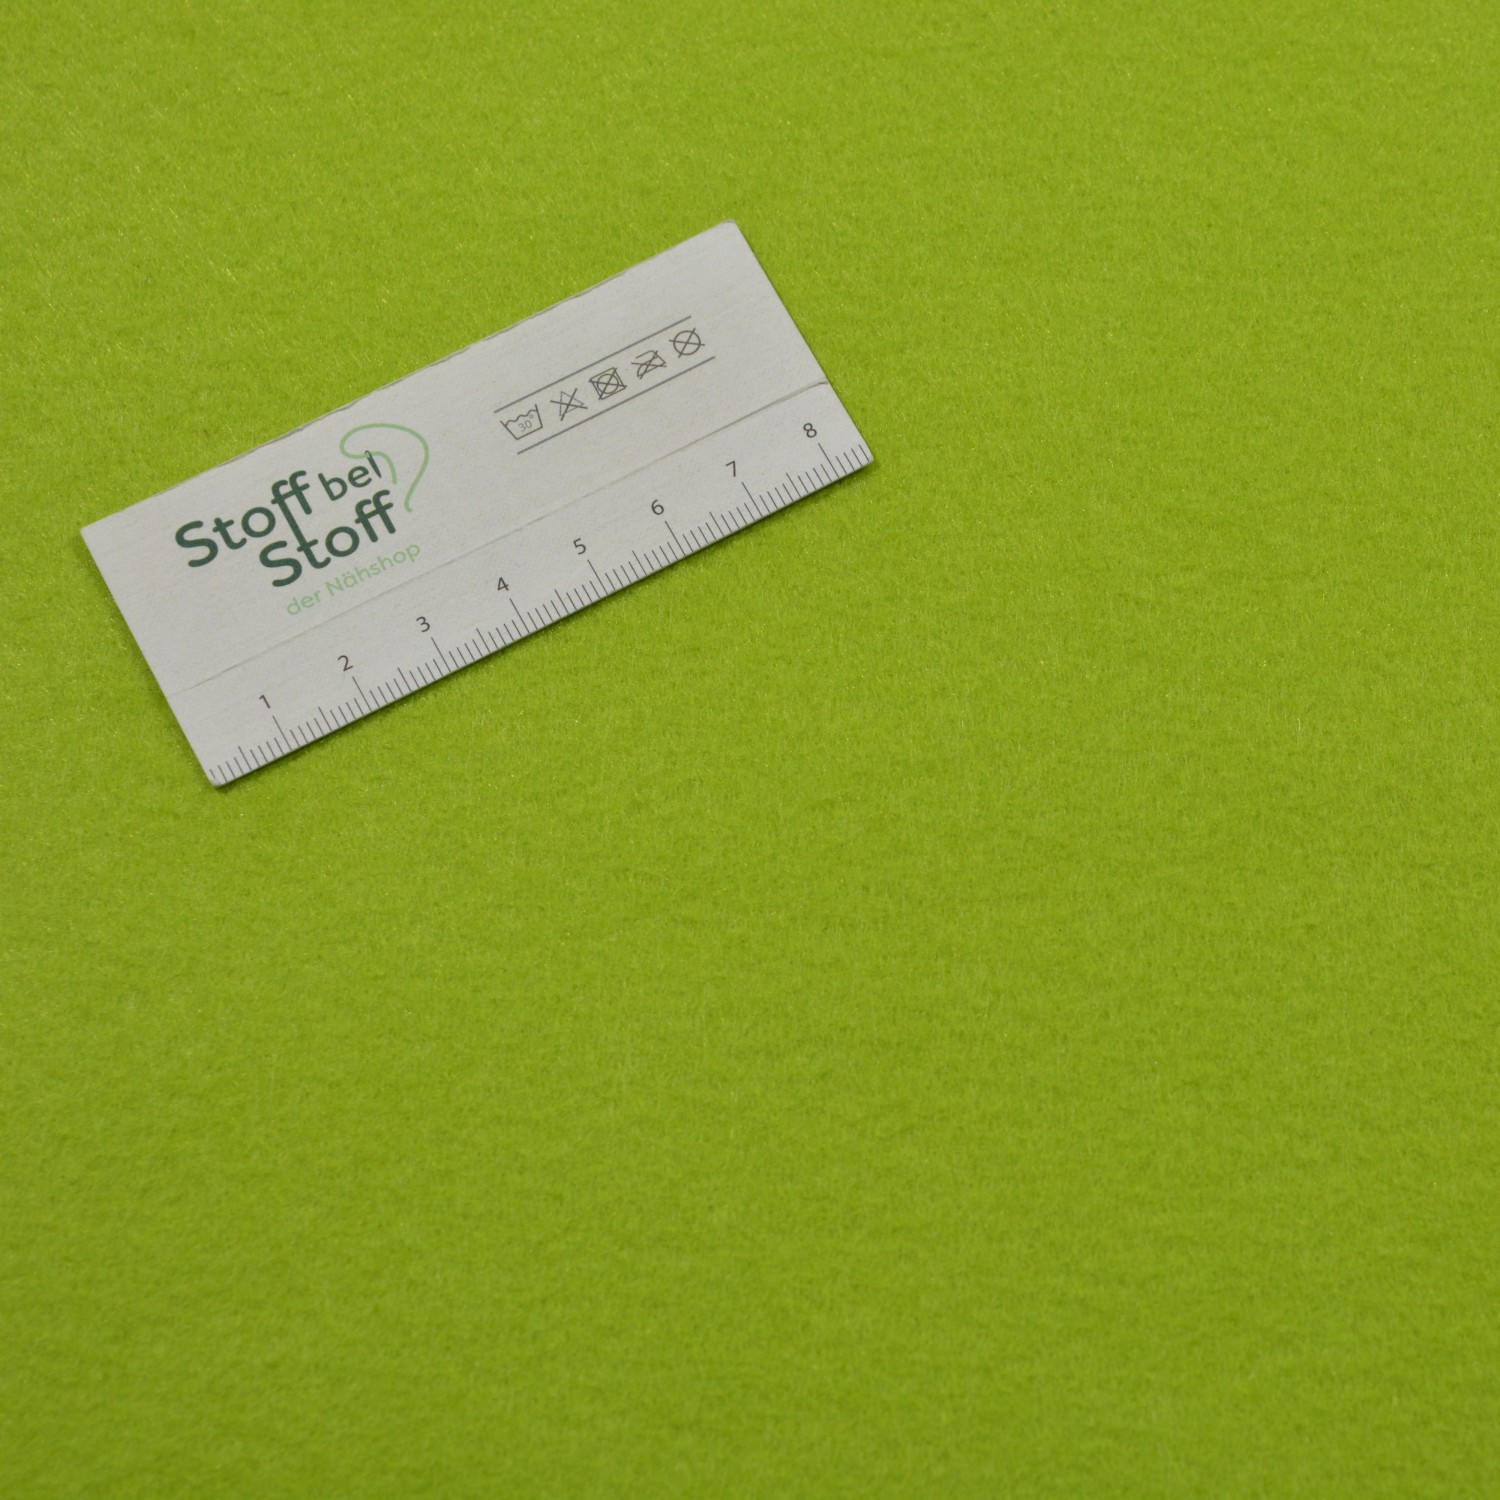 Stoff bei
Stoff
der Nähshop
30°
1 2 3 4 5 6 7 8